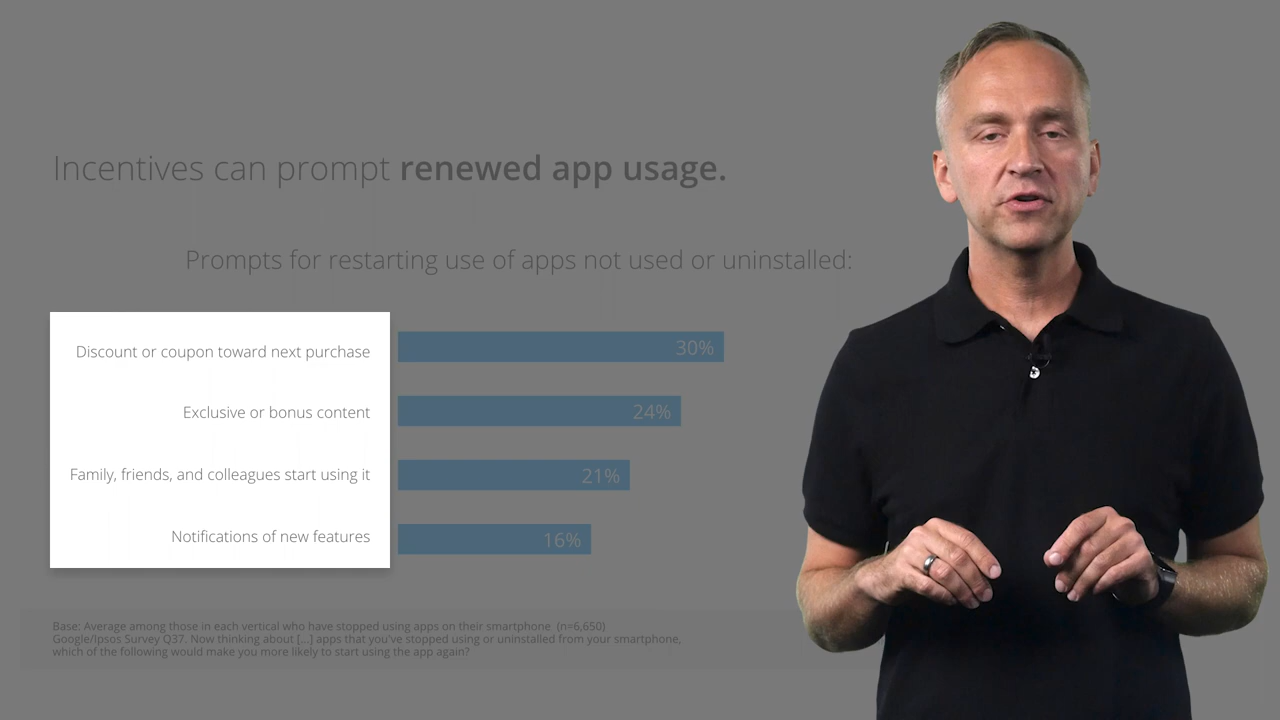 Incentives can prompt renewed app usage.
Prompts for restarting use of apps not used or uninstalled:
Discount or coupon toward next purchase 30%
Exclusive or bonus content 24%
Family, friends, and colleagues start using it 21%
Notifications of new features 16%
Base: Average among those in each vertical who have stopped using apps on their smartphone (n=6,650)
Google/Ipsos Survey Q37. Now thinking about [...] apps that you've stopped using or uninstalled from your smartphone,
which of the following would make you more likely to start using the app again?